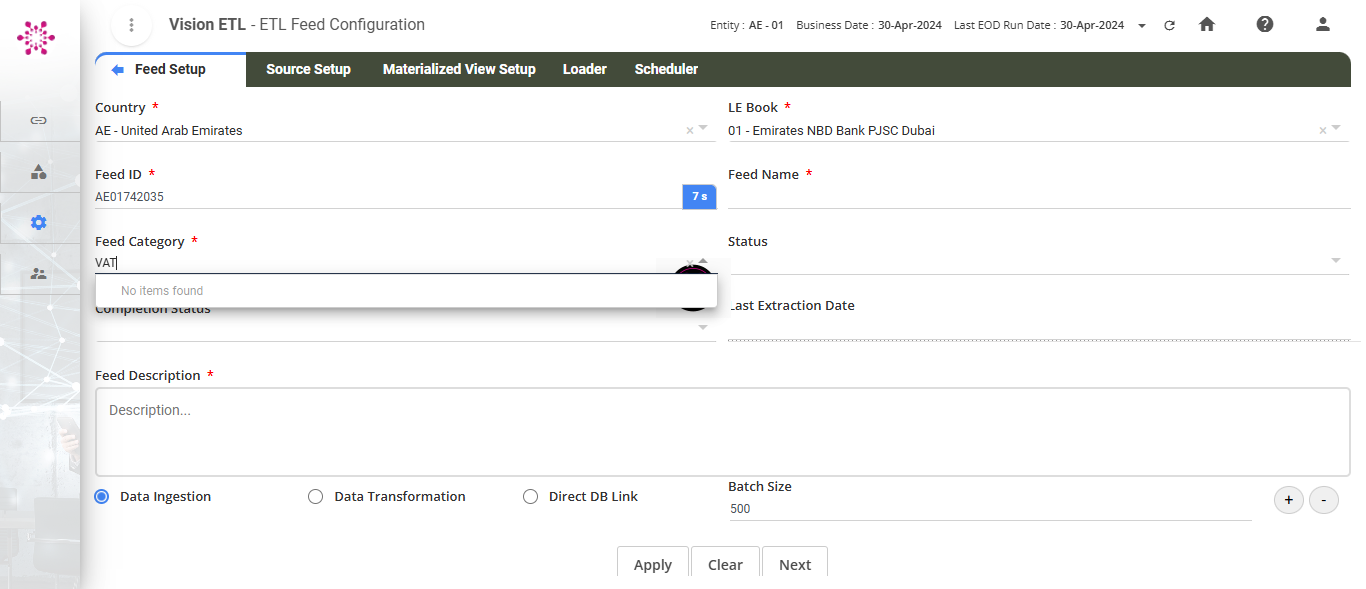 Vision ETL - ETL Feed Configuration
Entity : AE - 01 Business Date : 30-Apr-2024 Last EOD Run Date : 30-Apr-2024
Feed Setup Source Setup Materialized View Setup Loader Scheduler
Country *
AE - United Arab Emirates
LE Book *
01 - Emirates NBD Bank PJSC Dubai
Feed ID *
AE01742035
7 s
Feed Name *
Feed Category *
VAT
No items found
Status
Completion Status
Last Extraction Date
Feed Description *
Description...
Data Ingestion Data Transformation Direct DB Link
Batch Size
500
+ -
Apply Clear Next